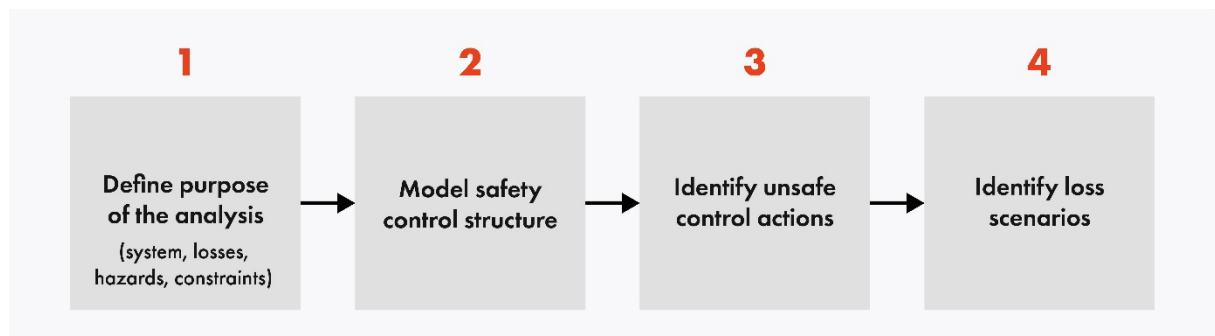 1
Define purpose
of the analysis
(system, losses,
hazards, constraints)
2
Model safety
control structure
3
Identify unsafe
control actions
4
Identify loss
scenarios